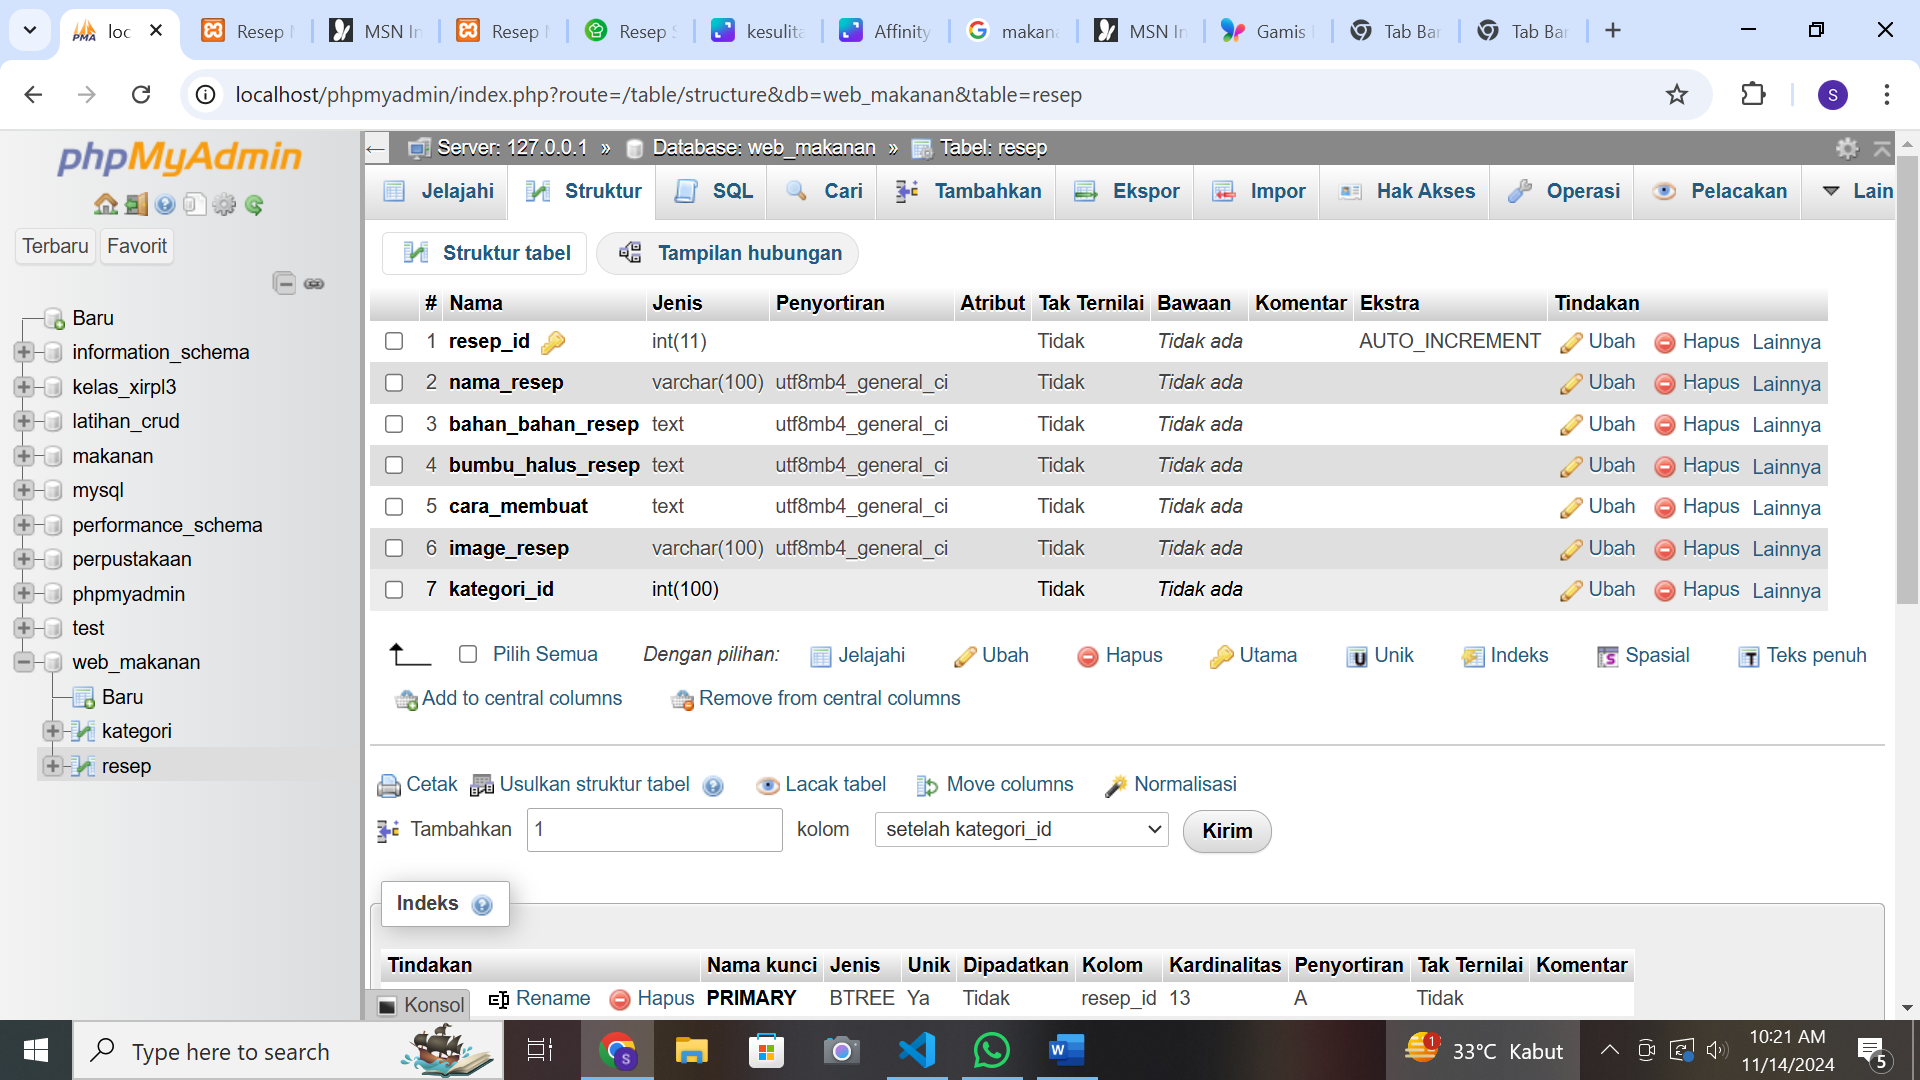 loc
Resep
MSN In
Resep
Resep
kesulita
Affinity
makana
MSN In
Gamis
Tab Bar
Tab Bar
localhost/phpmyadmin/index.php?route=/table/structure&db=web_makanan&table=resep
S
phpMyAdmin
Terbaru Favorit
Baru
information_schema
kelas_xirpl3
latihan_crud
makanan
mysql
performance_schema
perpustakaan
phpmyadmin
test
web_makanan
Baru
kategori
resep
Server: 127.0.0.1 » Database: web_makanan » Tabel: resep
Jelajahi Struktur SQL Cari Tambahkan Ekspor Impor Hak Akses Operasi Pelacakan Lain
Struktur tabel Tampilan hubungan
# Nama Jenis Penyortiran Atribut Tak Ternilai Bawaan Komentar Ekstra Tindakan
1 resep_id int(11) Tidak Tidak ada AUTO_INCREMENT Ubah Hapus Lainnya
2 nama_resep varchar(100) utf8mb4_general_ci Tidak Tidak ada Ubah Hapus Lainnya
3 bahan_bahan_resep text utf8mb4_general_ci Tidak Tidak ada Ubah Hapus Lainnya
4 bumbu_halus_resep text utf8mb4_general_ci Tidak Tidak ada Ubah Hapus Lainnya
5 cara_membuat text utf8mb4_general_ci Tidak Tidak ada Ubah Hapus Lainnya
6 image_resep varchar(100) utf8mb4_general_ci Tidak Tidak ada Ubah Hapus Lainnya
7 kategori_id int(100) Tidak Tidak ada Ubah Hapus Lainnya
Pilih Semua Dengan pilihan: Jelajahi Ubah Hapus Utama Unik Indeks Spasial Teks penuh
Add to central columns Remove from central columns
Cetak Usulkan struktur tabel Lacak tabel Move columns Normalisasi
Tambahkan 1 kolom setelah kategori_id Kirim
Indeks
Tindakan Nama kunci Jenis Unik Dipadatkan Kolom Kardinalitas Penyortiran Tak Ternilai Komentar
Rename Hapus PRIMARY BTREE Ya Tidak resep_id 13 A Tidak
Konsol
Type here to search
33°C Kabut
10:21 AM
11/14/2024
5